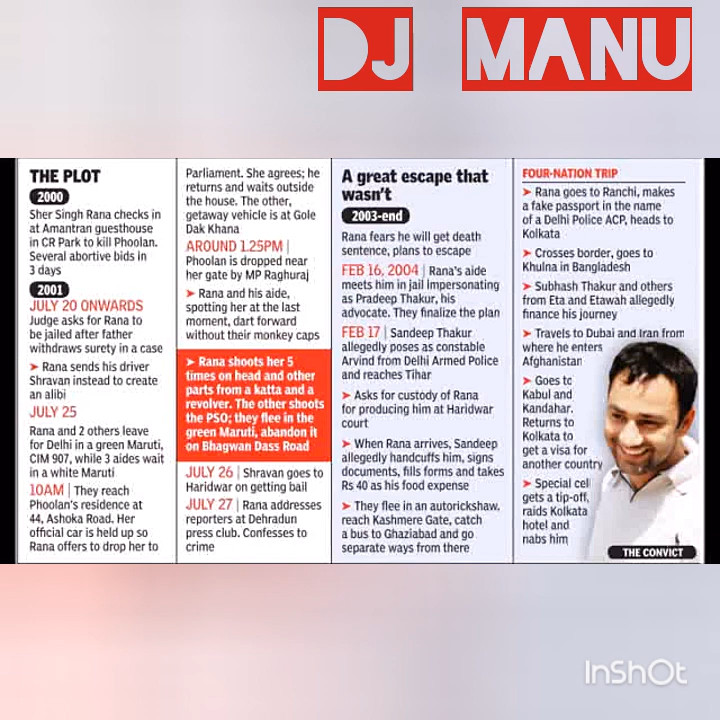 DJ MANU
THE PLOT
2000
Sher Singh Rana checks in
at Amantran guesthouse
in CR Park to kill Phoolan.
Several abortive bids in
3 days
2001
JULY 20 ONWARDS
Judge asks for Rana to
be jailed after father
withdraws surety in a case
➤ Rana sends his driver
Shravan instead to create
an alibi
JULY 25
Rana and 2 others leave
for Delhi in a green Maruti,
CIM 907, while 3 aides wait
in a white Maruti
10AM | They reach
Phoolan's residence at
44, Ashoka Road. Her
official car is held up so
Rana offers to drop her to
Parliament. She agrees; he
returns and waits outside
the house. The other,
getaway vehicle is at Gole
Dak Khana
AROUND 1.25PM |
Phoolan is dropped near
her gate by MP Raghuraj
➤ Rana and his aide,
spotting her at the last
moment, dart forward
without their monkey caps
➤ Rana shoots her 5
times on head and other
parts from a katta and a
revolver. The other shoots
the PSO; they flee in the
green Maruti, abandon it
on Bhagwan Dass Road
JULY 26 | Shravan goes to
Haridwar on getting bail
JULY 27 | Rana addresses
reporters at Dehradun
press club. Confesses to
crime
A great escape that
wasn't
2003-end
Rana fears he will get death
sentence, plans to escape
FEB 16, 2004 | Rana's aide
meets him in jail impersonating
as Pradeep Thakur, his
advocate. They finalize the plan
FEB 17 | Sandeep Thakur
allegedly poses as constable
Arvind from Delhi Armed Police
and reaches Tihar
➤ Asks for custody of Rana
for producing him at Haridwar
court
➤ When Rana arrives, Sandeep
allegedly handcuffs him, signs
documents, fills forms and takes
Rs 40 as his food expense
➤ They flee in an autorickshaw.
reach Kashmere Gate, catch
a bus to Ghaziabad and go
separate ways from there
FOUR-NATION TRIP
➤ Rana goes to Ranchi, makes
a fake passport in the name
of a Delhi Police ACP, heads to
Kolkata
➤ Crosses border, goes to
Khulna in Bangladesh
➤ Subhash Thakur and others
from Eta and Etawah allegedly
finance his journey
➤ Travels to Dubai and Iran from
where he enters
Afghanistan
➤ Goes to
Kabul and
Kandahar.
Returns to
Kolkata to
get a visa for
another country
➤ Special cell
gets a tip-off,
raids Kolkata
hotel and
nabs him
THE CONVICT
InShOt